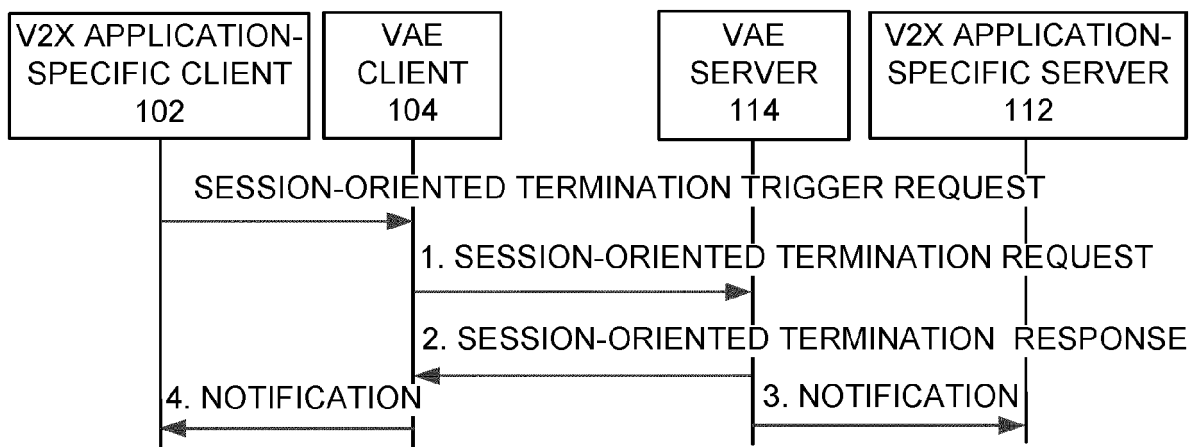 V2X APPLICATION-
SPECIFIC CLIENT
102
VAE
CLIENT
104
VAE
SERVER
114
V2X APPLICATION-
SPECIFIC SERVER
112
SESSION-ORIENTED TERMINATION TRIGGER REQUEST
1. SESSION-ORIENTED TERMINATION REQUEST
2. SESSION-ORIENTED TERMINATION RESPONSE
4. NOTIFICATION
3. NOTIFICATION